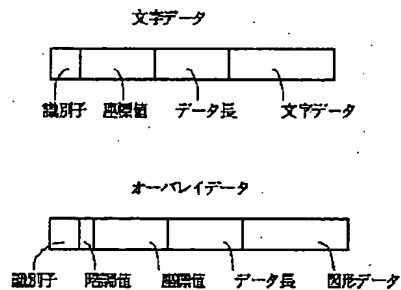 文字データ
識別子 座標値 データ長 文字データ
オーバレイデータ
識別子 階調値 座標値 データ長 図形データ